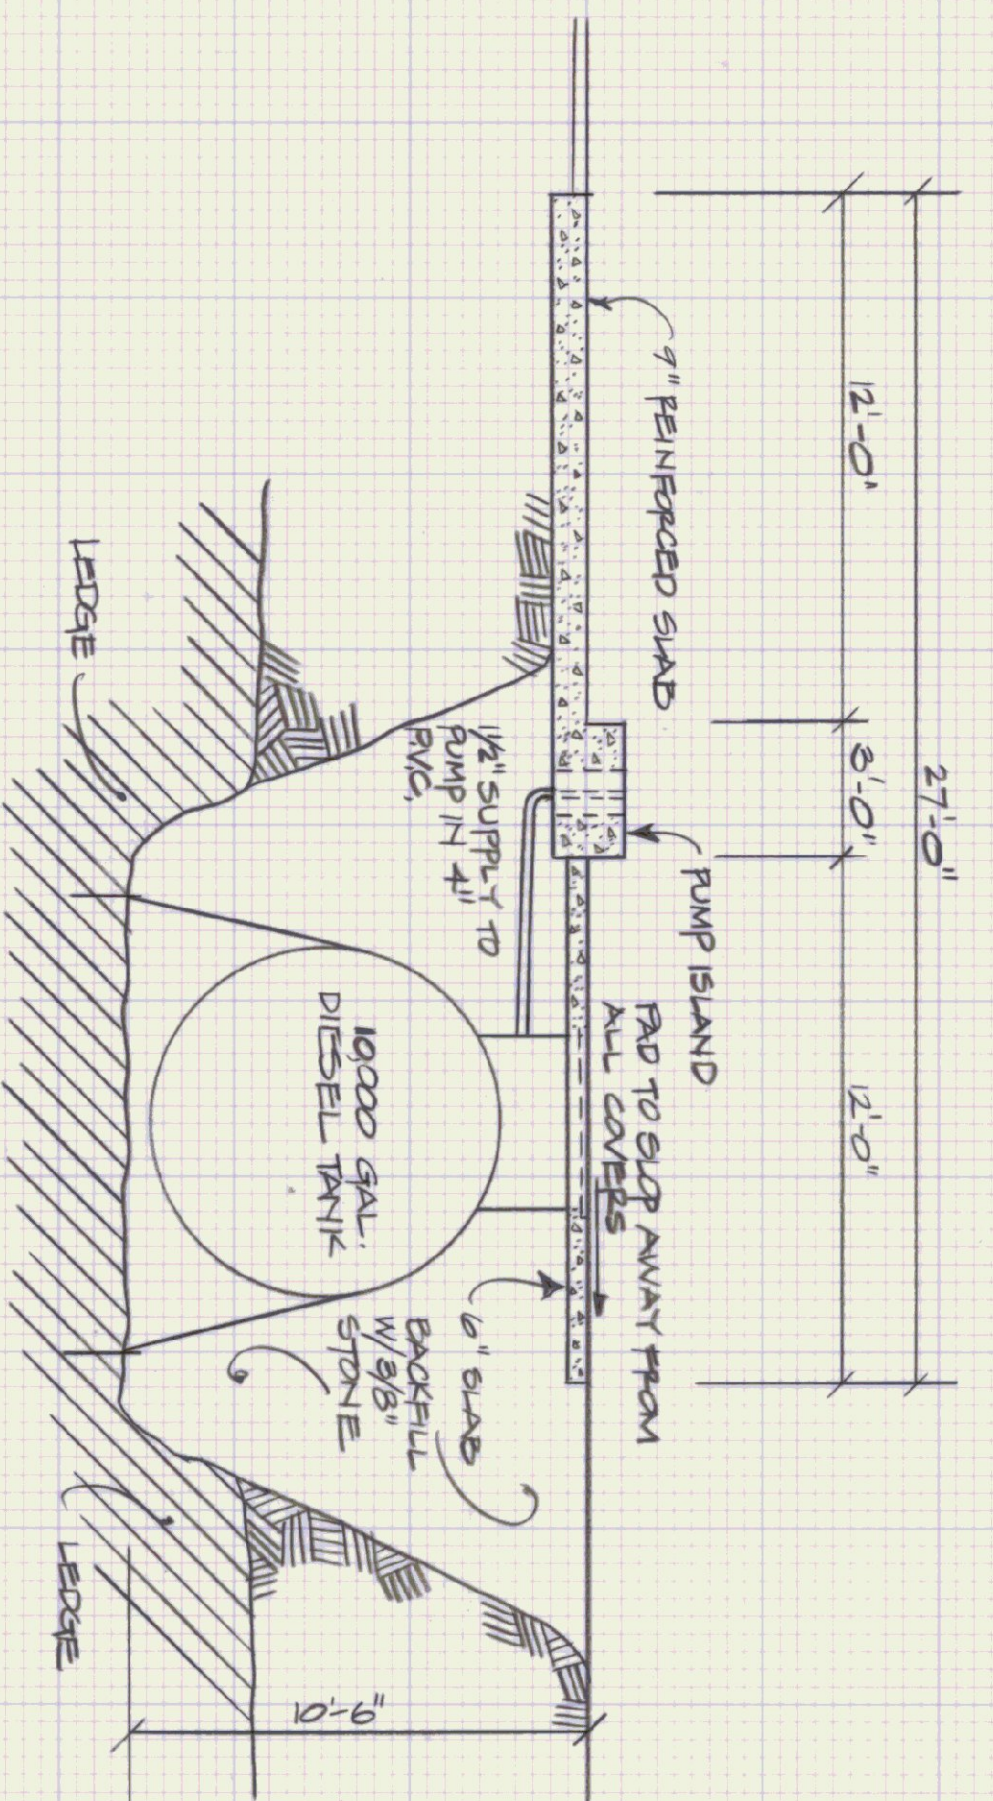 27'-0"
12'-0"
3'-0"
12'-0"
9" REINFORCED SLAB
PUMP ISLAND
PAD TO SLOP AWAY FROM
ALL COVERS
1½" SUPPLY TO
PUMP IN 4"
P.V.C.
6" SLAB
BACKFILL
W/ 3/8"
STONE
10,000 GAL.
DIESEL TANK
10'-9"
LEDGE
LEDGE